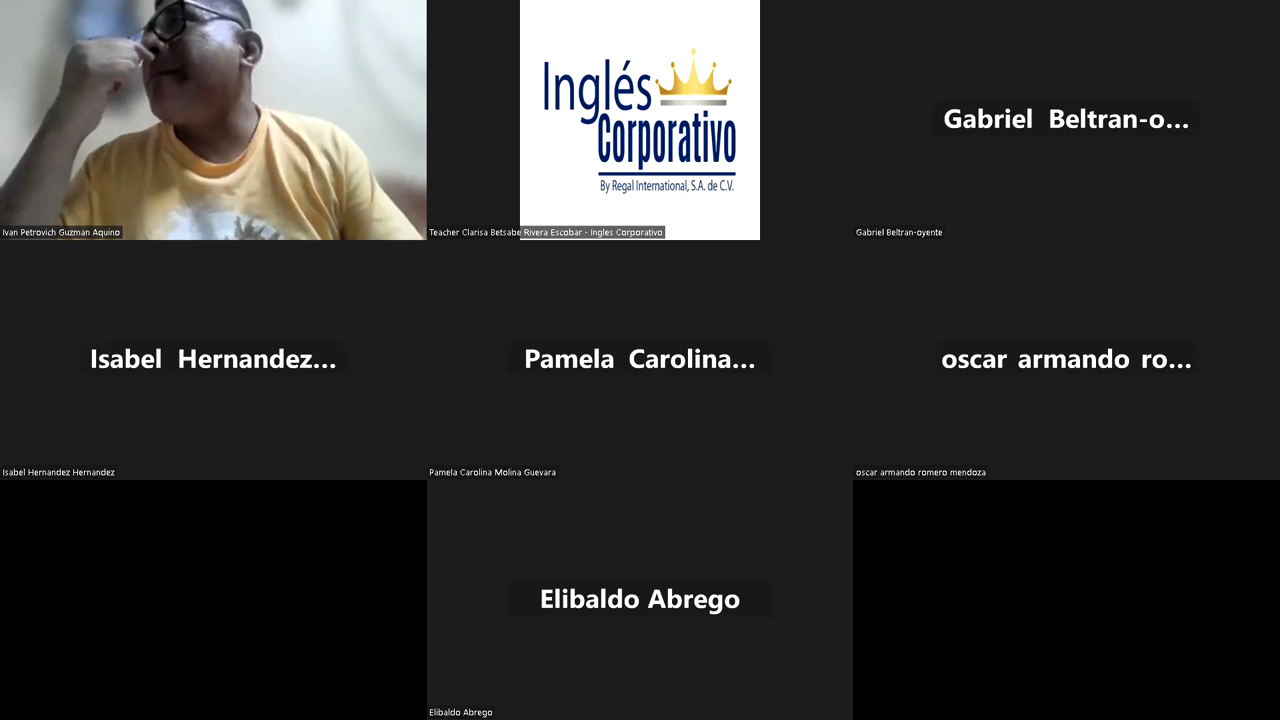 Inglés
Corporativo
By Regal International, S.A. de C.V.
Gabriel Beltran-o...
Ivan Petrovich Guzman Aquino
Teacher Clarisa Betsabe Rivera Escobar - Ingles Corporativo
Gabriel Beltran-oyente
Isabel Hernandez...
Pamela Carolina...
oscar armando ro...
Isabel Hernandez Hernandez
Pamela Carolina Molina Guevara
oscar armando romero mendoza
Elibaldo Abrego
Elibaldo Abrego